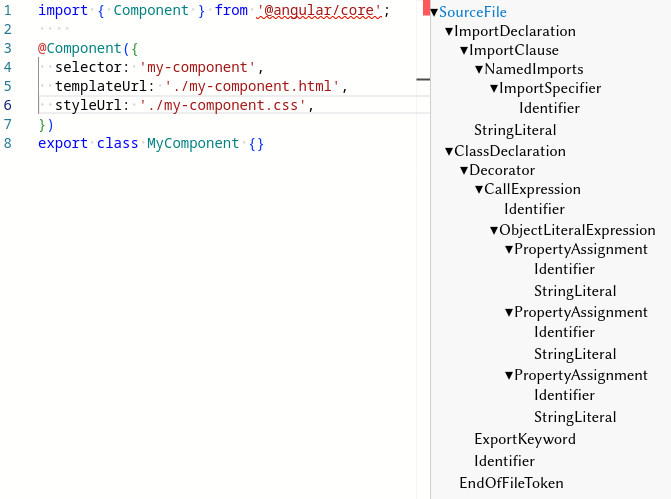 1 import { Component } from '@angular/core';
2
3 @Component({
4 selector: 'my-component',
5 templateUrl: './my-component.html',
6 styleUrl: './my-component.css',
7 })
8 export class MyComponent {}
▼SourceFile
▼ImportDeclaration
▼ImportClause
▼NamedImports
▼ImportSpecifier
Identifier
StringLiteral
▼ClassDeclaration
▼Decorator
▼CallExpression
Identifier
▼ObjectLiteralExpression
▼PropertyAssignment
Identifier
StringLiteral
▼PropertyAssignment
Identifier
StringLiteral
▼PropertyAssignment
Identifier
StringLiteral
ExportKeyword
Identifier
EndOfFileToken